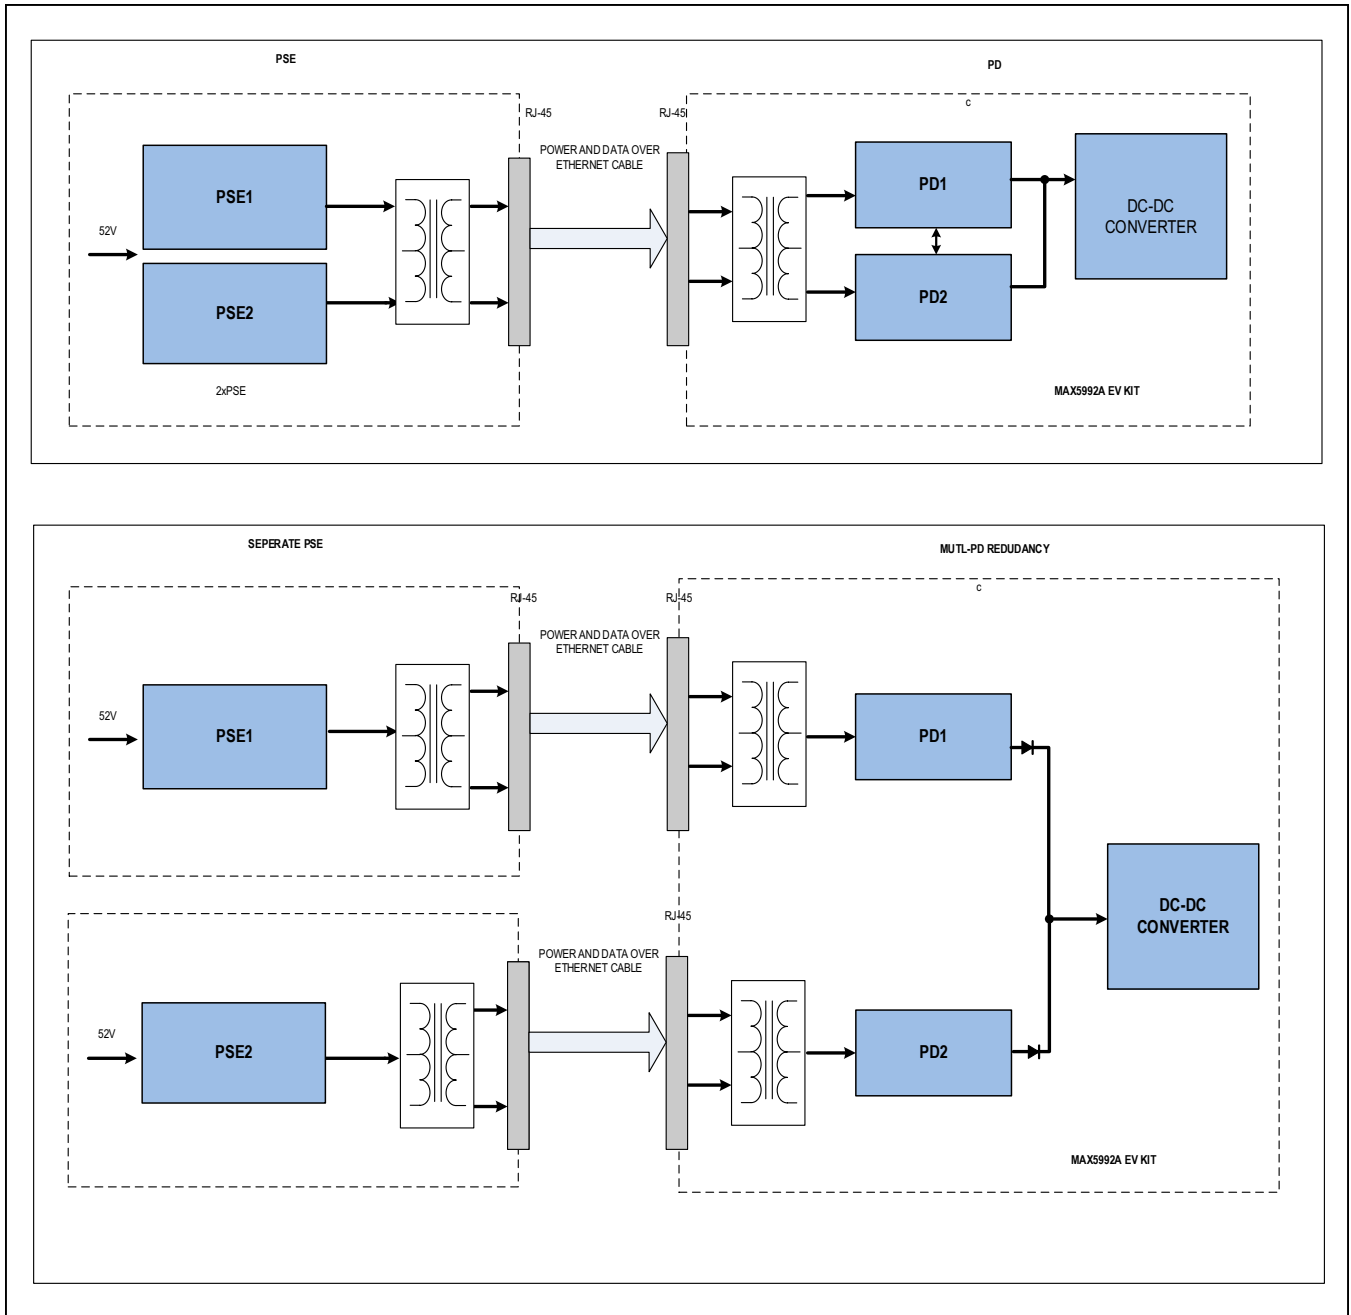 PSE
PD
c
RJ-45
RJ-45
POWER AND DATA OVER
ETHERNET CABLE
PSE1
PD1
DC-DC
CONVERTER
52V
PSE2
PD2
2xPSE
MAX5992A EV KIT
SEPERATE PSE
MUTL-PD REDUDANCY
c
RJ-45
RJ-45
POWER AND DATA OVER
ETHERNET CABLE
52V
PSE1
PD1
DC-DC
CONVERTER
RJ-45
RJ-45
POWER AND DATA OVER
ETHERNET CABLE
52V
PSE2
PD2
MAX5992A EV KIT